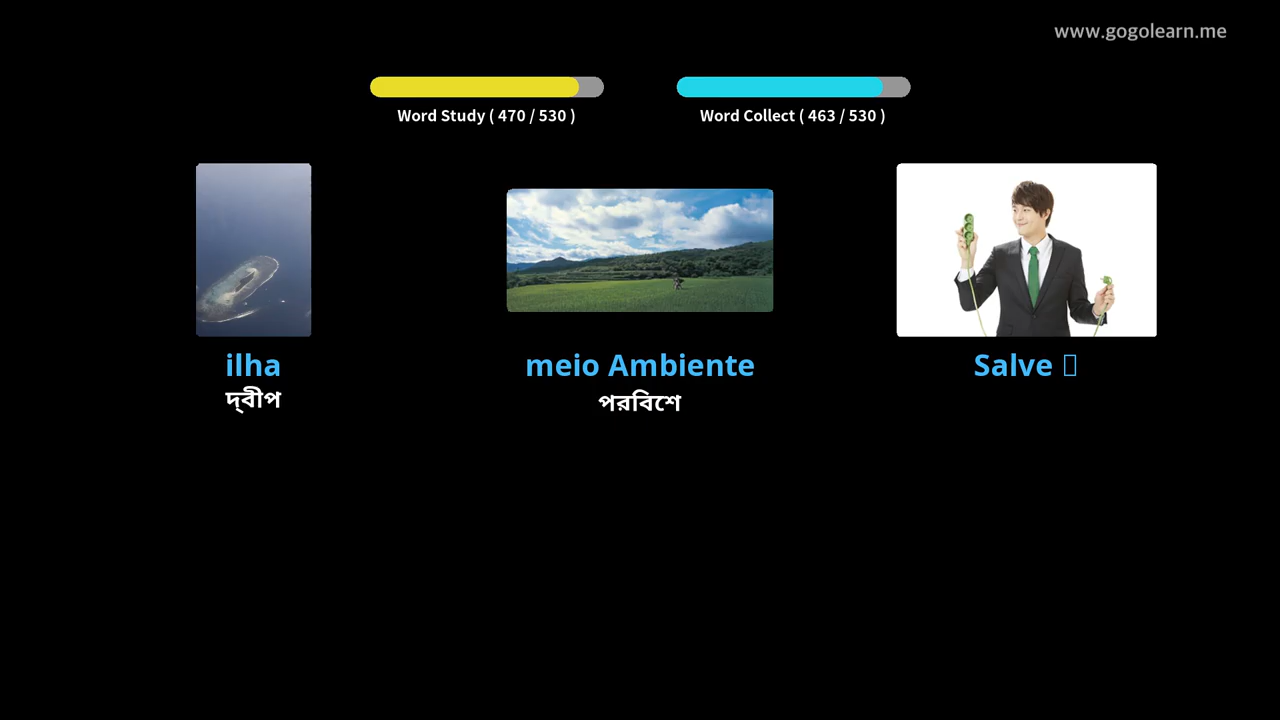 www.gogolearn.me
Word Study ( 470 / 530 )
Word Collect ( 463 / 530 )
ilha
meio Ambiente
Salve
দ্‌বীপ
পরবিশে